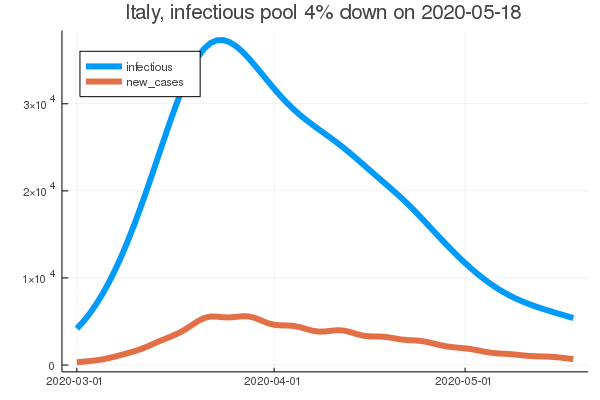 Italy, infectious pool 4% down on 2020-05-18
infectious
new_cases
3×10 4
2×10 4
1×10 4
0
2020-03-01
2020-04-01
2020-05-01